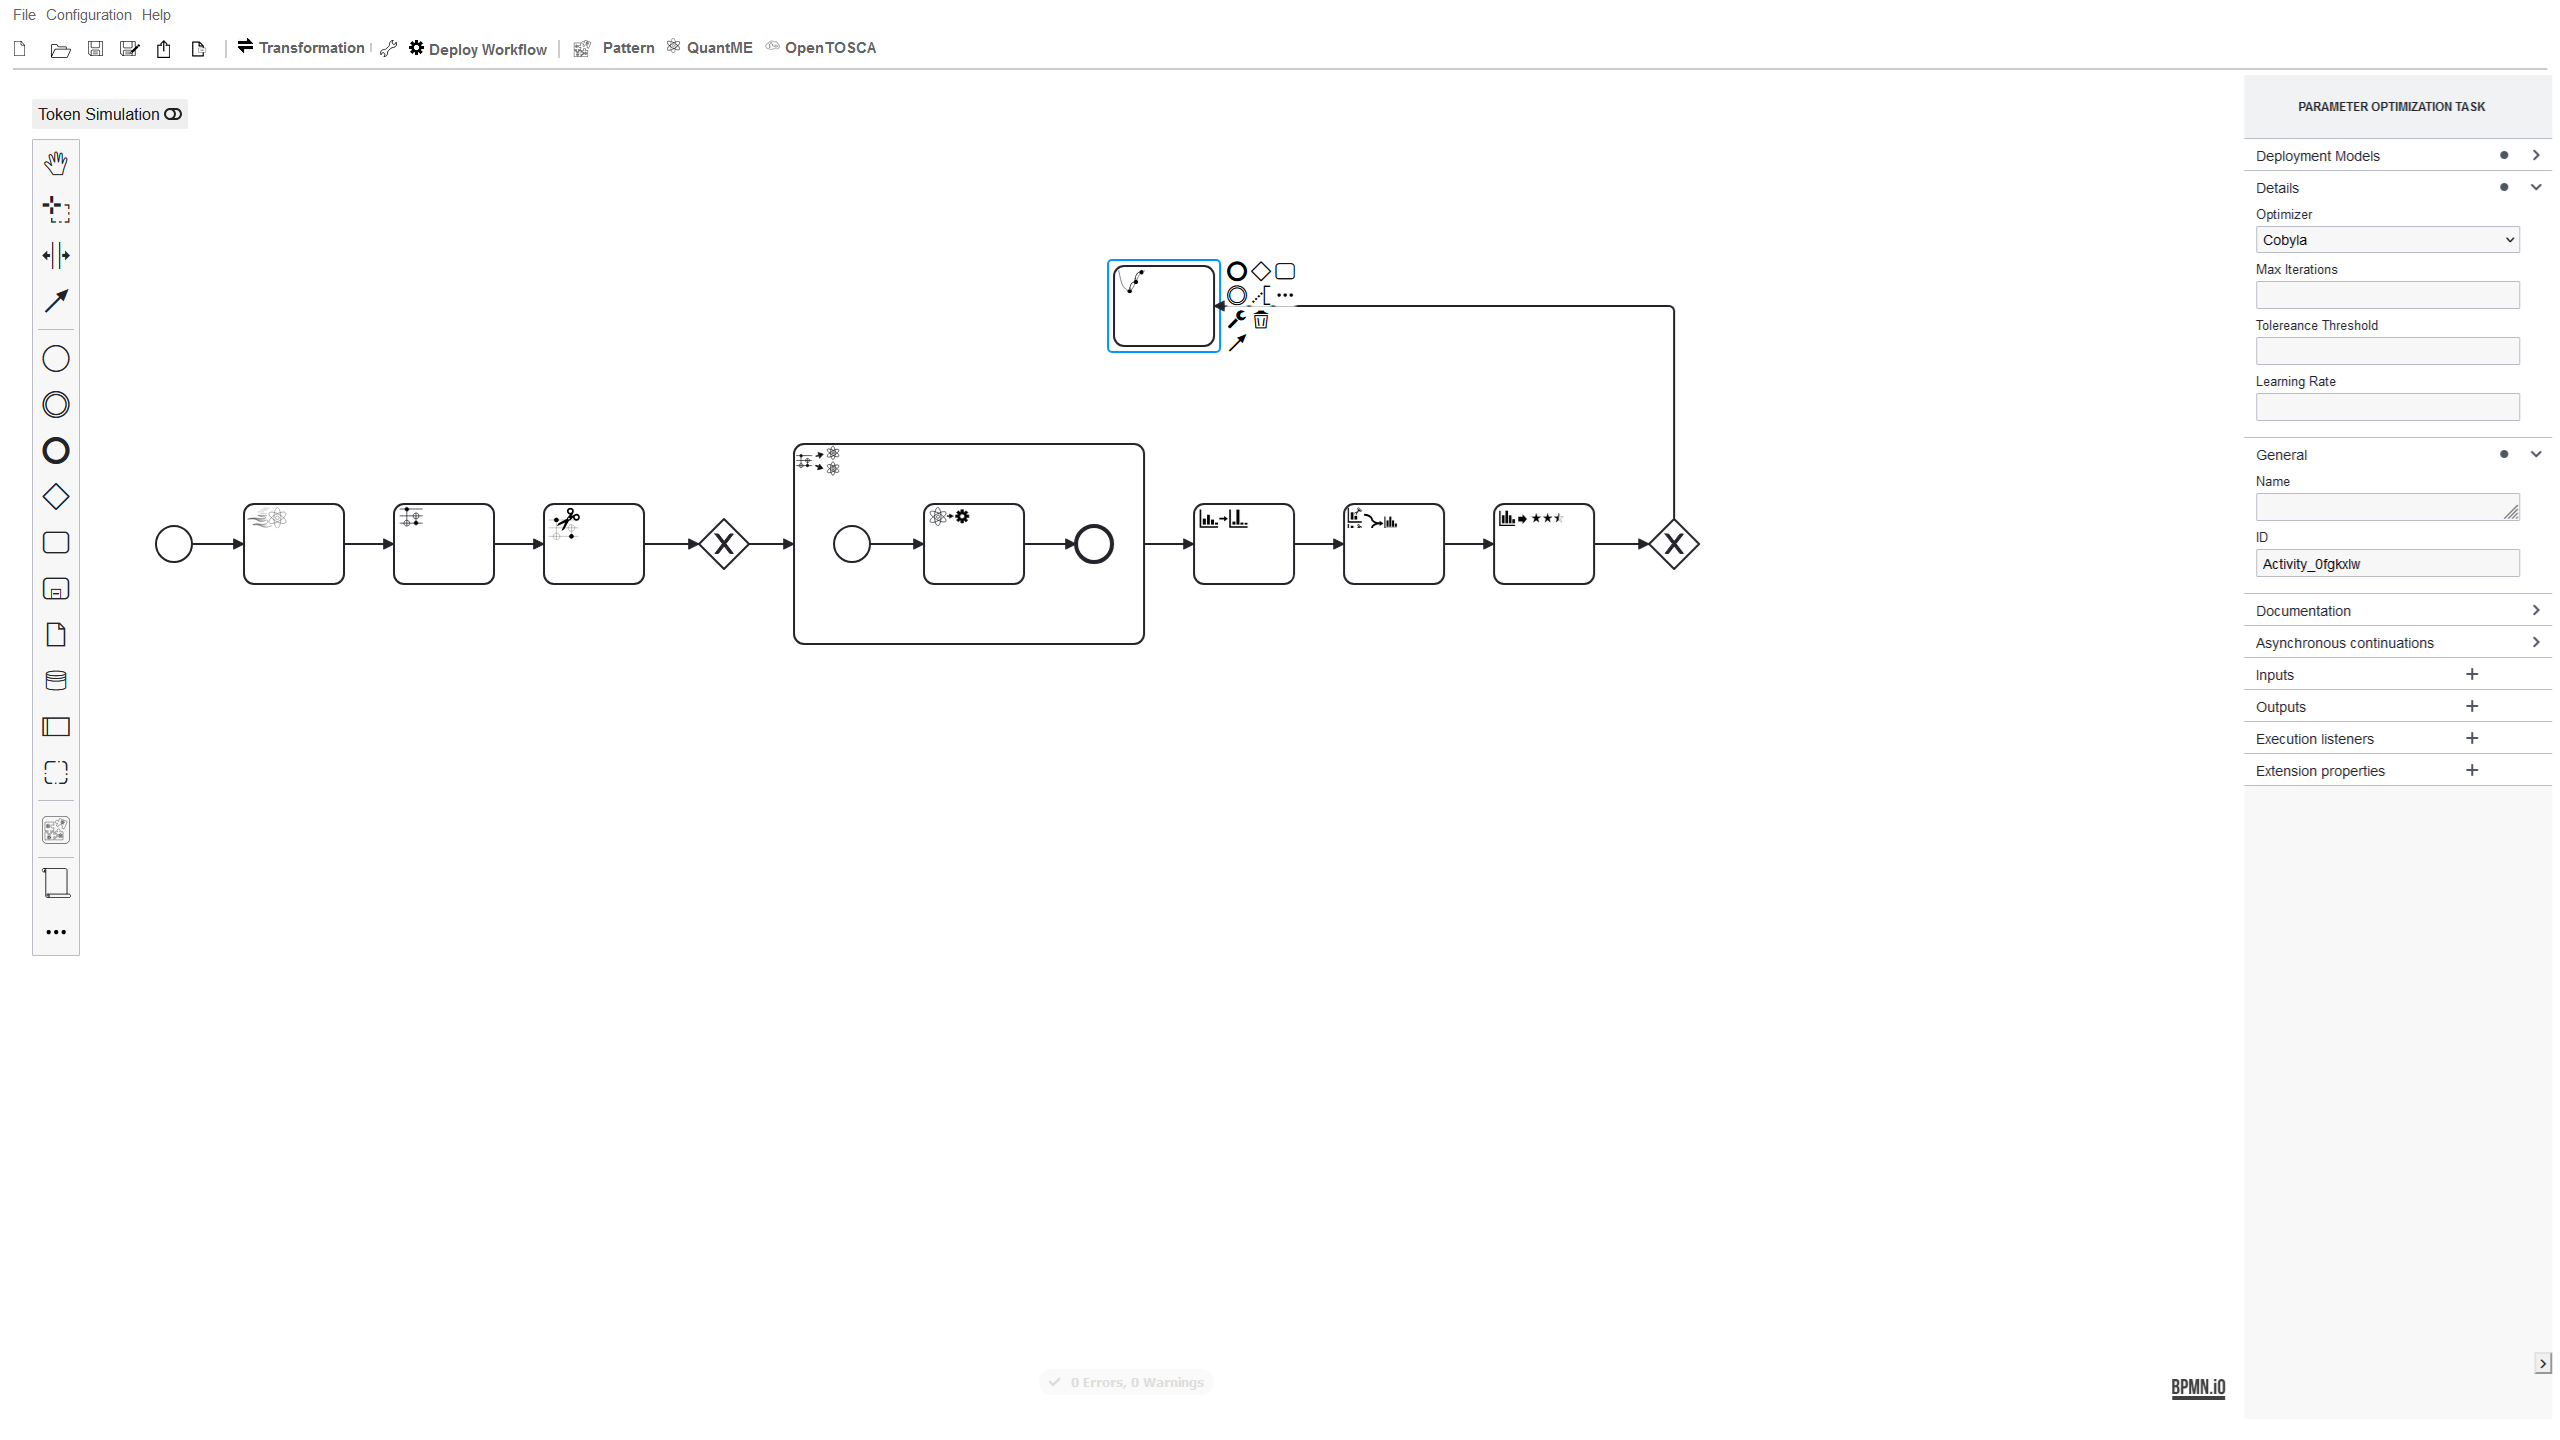 File Configuration Help
Transformation Deploy Workflow Pattern QuantME OpenTOSCA
Token Simulation
PARAMETER OPTIMIZATION TASK
Deployment Models
Details
Optimizer
Cobyla
Max Iterations
Tolereance Threshold
Learning Rate
General
Name
ID
Activity_0fgkxlw
Documentation
Asynchronous continuations
Inputs
Outputs
Execution listeners
Extension properties
0 Errors, 0 Warnings
BPMN.iO